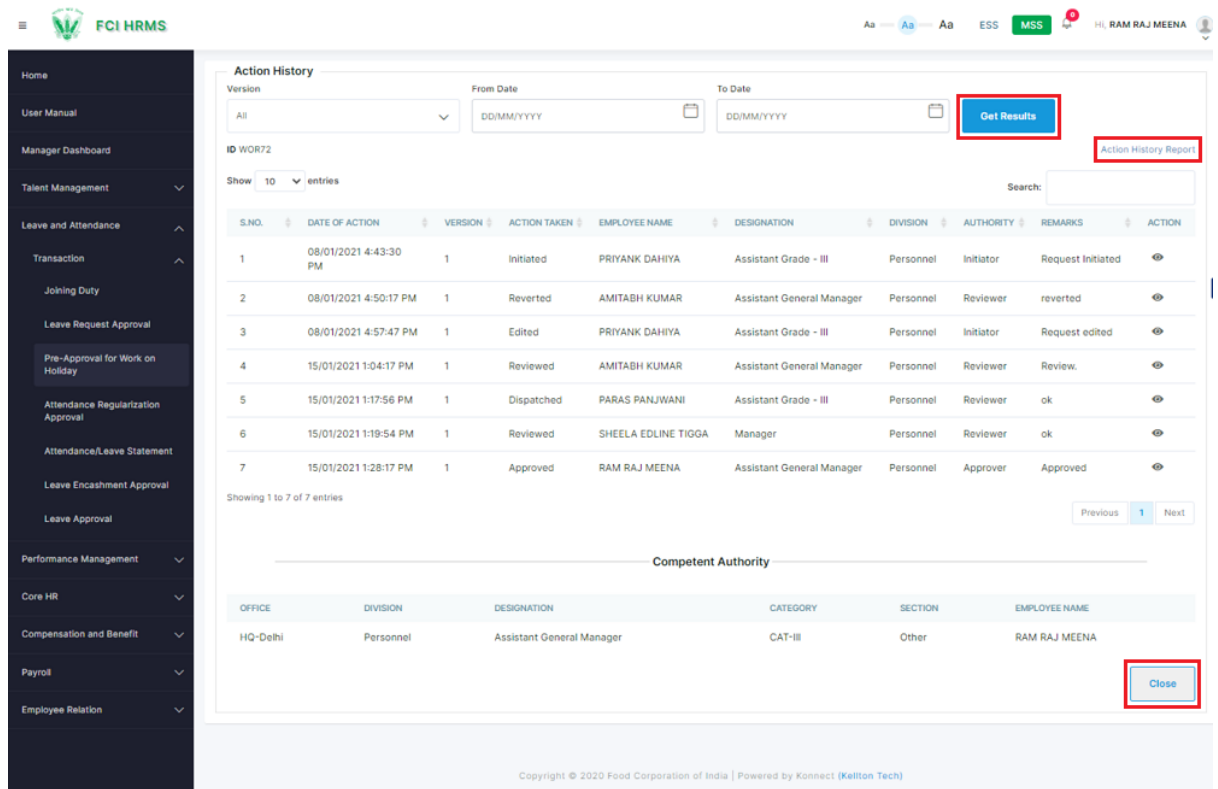 FCI HRMS
Aa Aa Aa ESS MSS 0 Hi, RAM RAJ MEENA
Home
User Manual
Manager Dashboard
Talent Management
Leave and Attendance
Transaction
Joining Duty
Leave Request Approval
Pre-Approval for Work on
Holiday
Attendance Regularization
Approval
Attendance/Leave Statement
Leave Encashment Approval
Leave Approval
Performance Management
Core HR
Compensation and Benefit
Payroll
Employee Relation
Action History
Version From Date To Date
All DD/MM/YYYY DD/MM/YYYY Get Results
ID WOR72 Action History Report
Show 10 entries Search:
S.NO. DATE OF ACTION VERSION ACTION TAKEN EMPLOYEE NAME DESIGNATION DIVISION AUTHORITY REMARKS ACTION
1 08/01/2021 4:43:30 PM 1 Initiated PRIYANK DAHIYA Assistant Grade - III Personnel Initiator Request Initiated
2 08/01/2021 4:50:17 PM 1 Reverted AMITABH KUMAR Assistant General Manager Personnel Reviewer reverted
3 08/01/2021 4:57:47 PM 1 Edited PRIYANK DAHIYA Assistant Grade - III Personnel Initiator Request edited
4 15/01/2021 1:04:17 PM 1 Reviewed AMITABH KUMAR Assistant General Manager Personnel Reviewer Review.
5 15/01/2021 1:17:56 PM 1 Dispatched PARAS PANJWANI Assistant Grade - III Personnel Reviewer ok
6 15/01/2021 1:19:54 PM 1 Reviewed SHEELA EDLINE TIGGA Manager Personnel Reviewer ok
7 15/01/2021 1:28:17 PM 1 Approved RAM RAJ MEENA Assistant General Manager Personnel Approver Approved
Showing 1 to 7 of 7 entries
Previous 1 Next
Competent Authority
OFFICE DIVISION DESIGNATION CATEGORY SECTION EMPLOYEE NAME
HQ-Delhi Personnel Assistant General Manager CAT-III Other RAM RAJ MEENA
Close
Copyright © 2020 Food Corporation of India | Powered by Konnect (Kellton Tech)